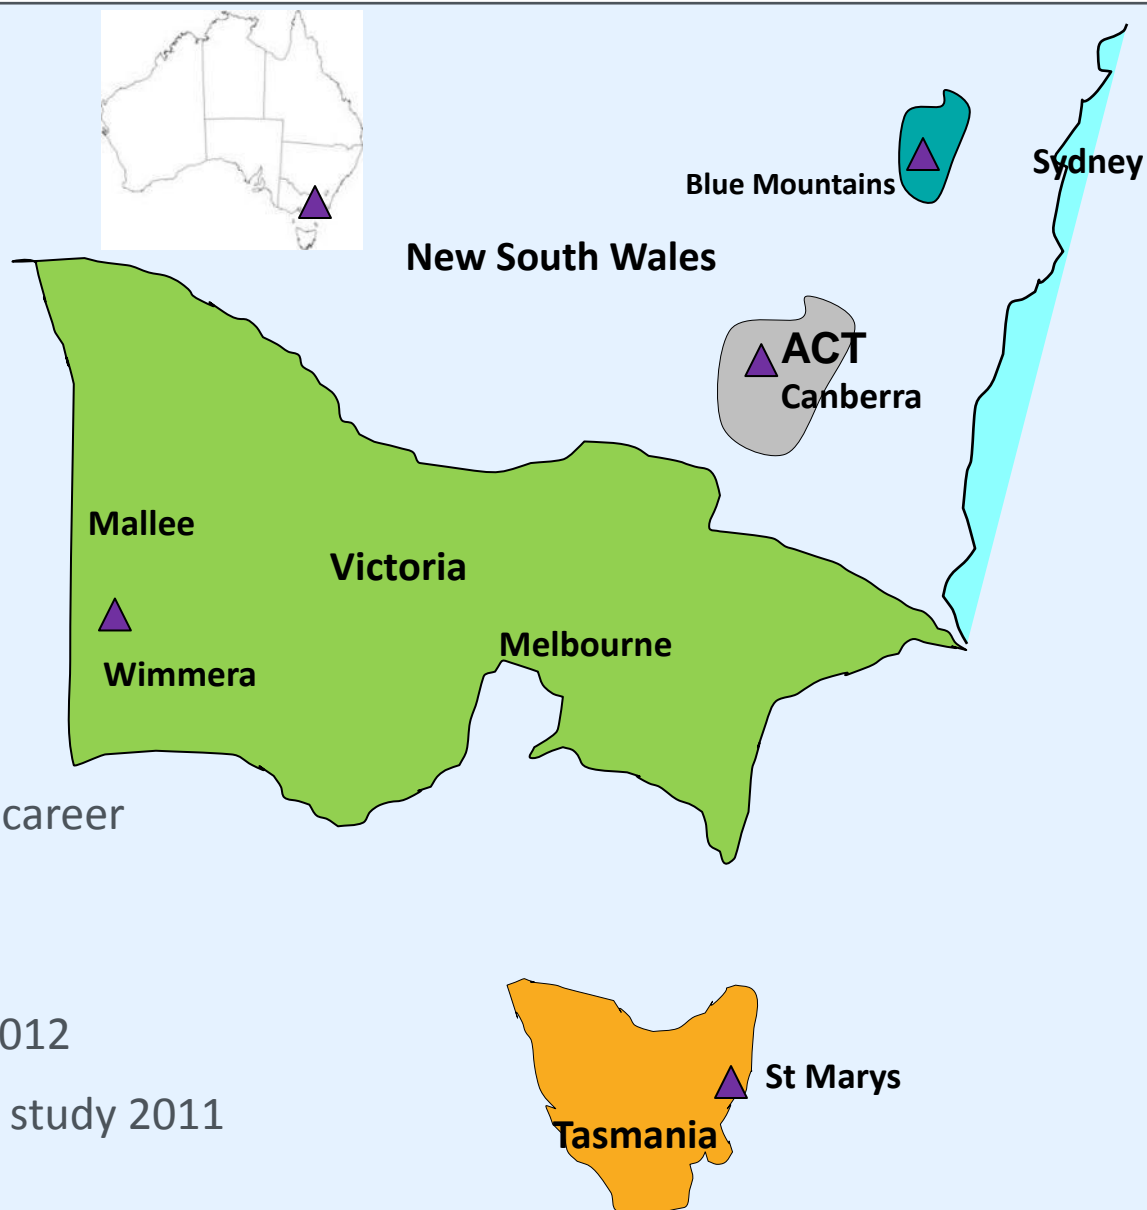 Sydney
Blue Mountains
New South Wales
ACT
Canberra
Mallee
Victoria
Melbourne
Wimmera
career
012
St Marys
study 2011
Tasmania